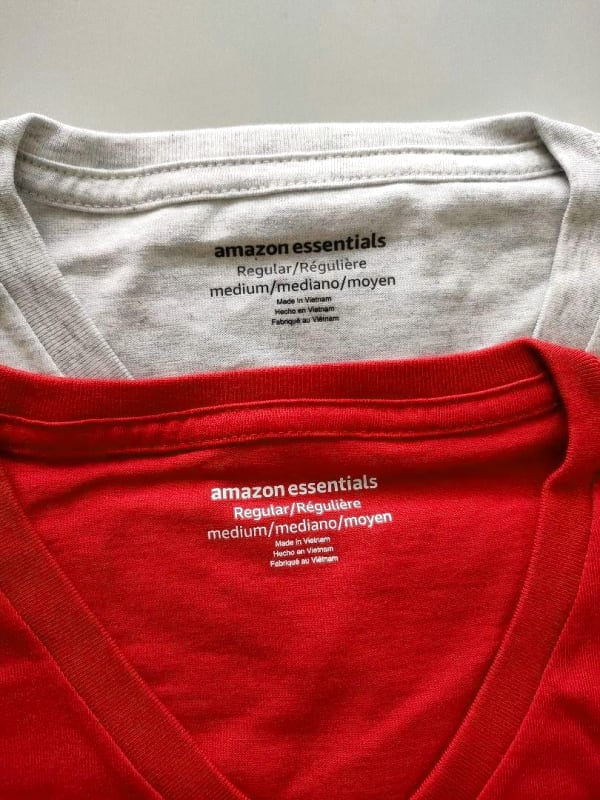 amazon essentials
Regular/Régulière
medium/mediano/moyen
Made in Vietnam
Hecho en Vietnam
Fabriqué au Viêtnam
amazon essentials
Regular/Régulière
medium/mediano/moyen
Made in Vietnam
Hecho en Vietnam
Fabriqué au Viêtnam